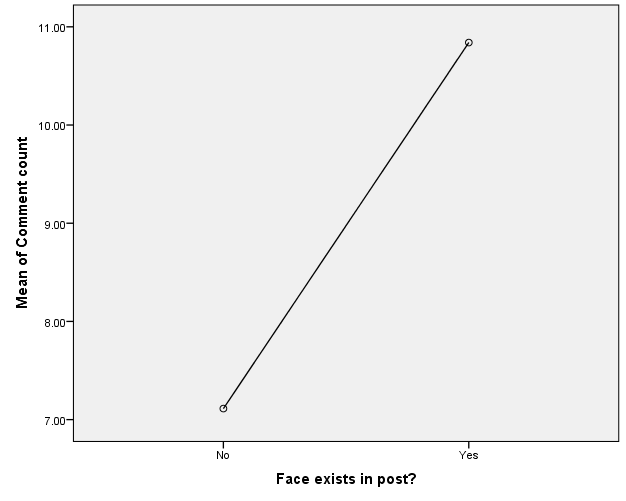 11.00
10.00
9.00
8.00
7.00
Mean of Comment count
No Yes
Face exists in post?